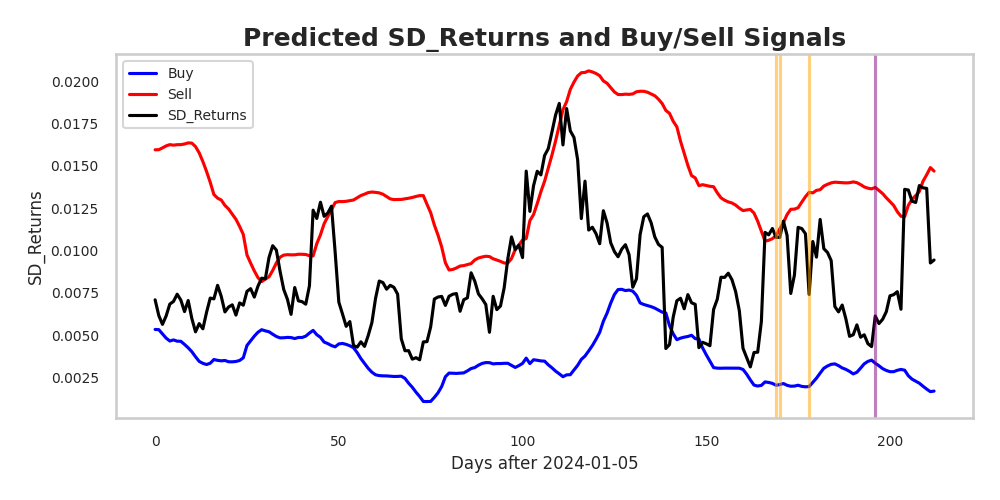 Predicted SD_Returns and Buy/Sell Signals
Buy
Sell
SD_Returns
0.0200
0.0175
0.0150
0.0125
0.0100
0.0075
0.0050
0.0025
SD_Returns
0 50 100 150 200
Days after 2024-01-05